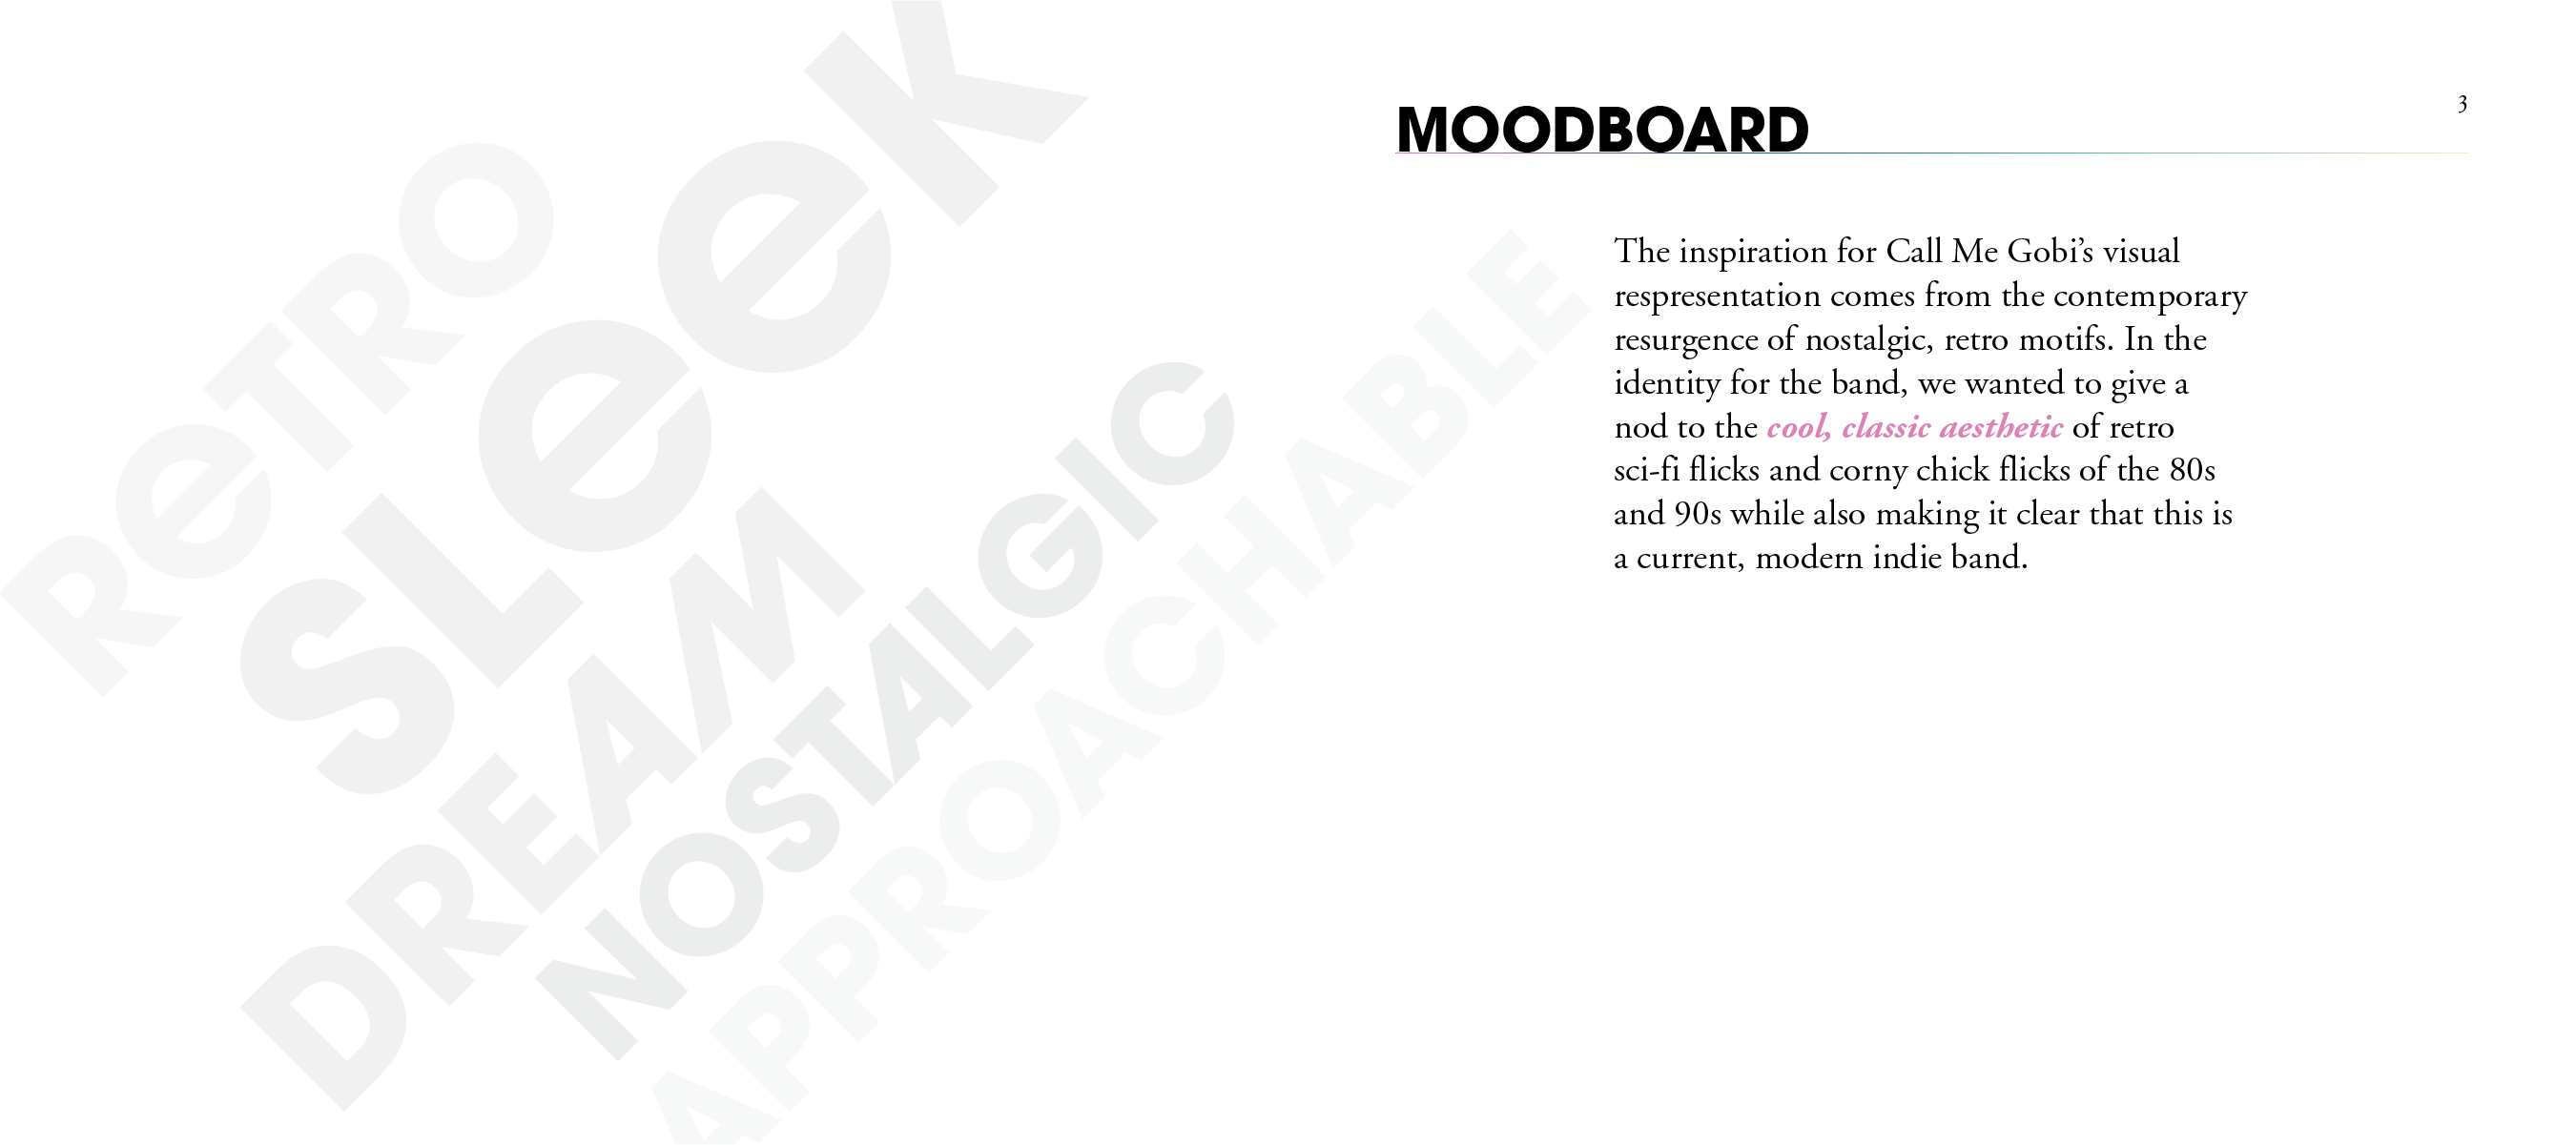 ReTRO
SLeeK
DREAM
NOSTALGIC
APPROACHABLE
MOODBOARD
3
The inspiration for Call Me Gobi’s visual
respresentation comes from the contemporary
resurgence of nostalgic, retro motifs. In the
identity for the band, we wanted to give a
nod to the cool, classic aesthetic of retro
sci-fi flicks and corny chick flicks of the 80s
and 90s while also making it clear that this is
a current, modern indie band.